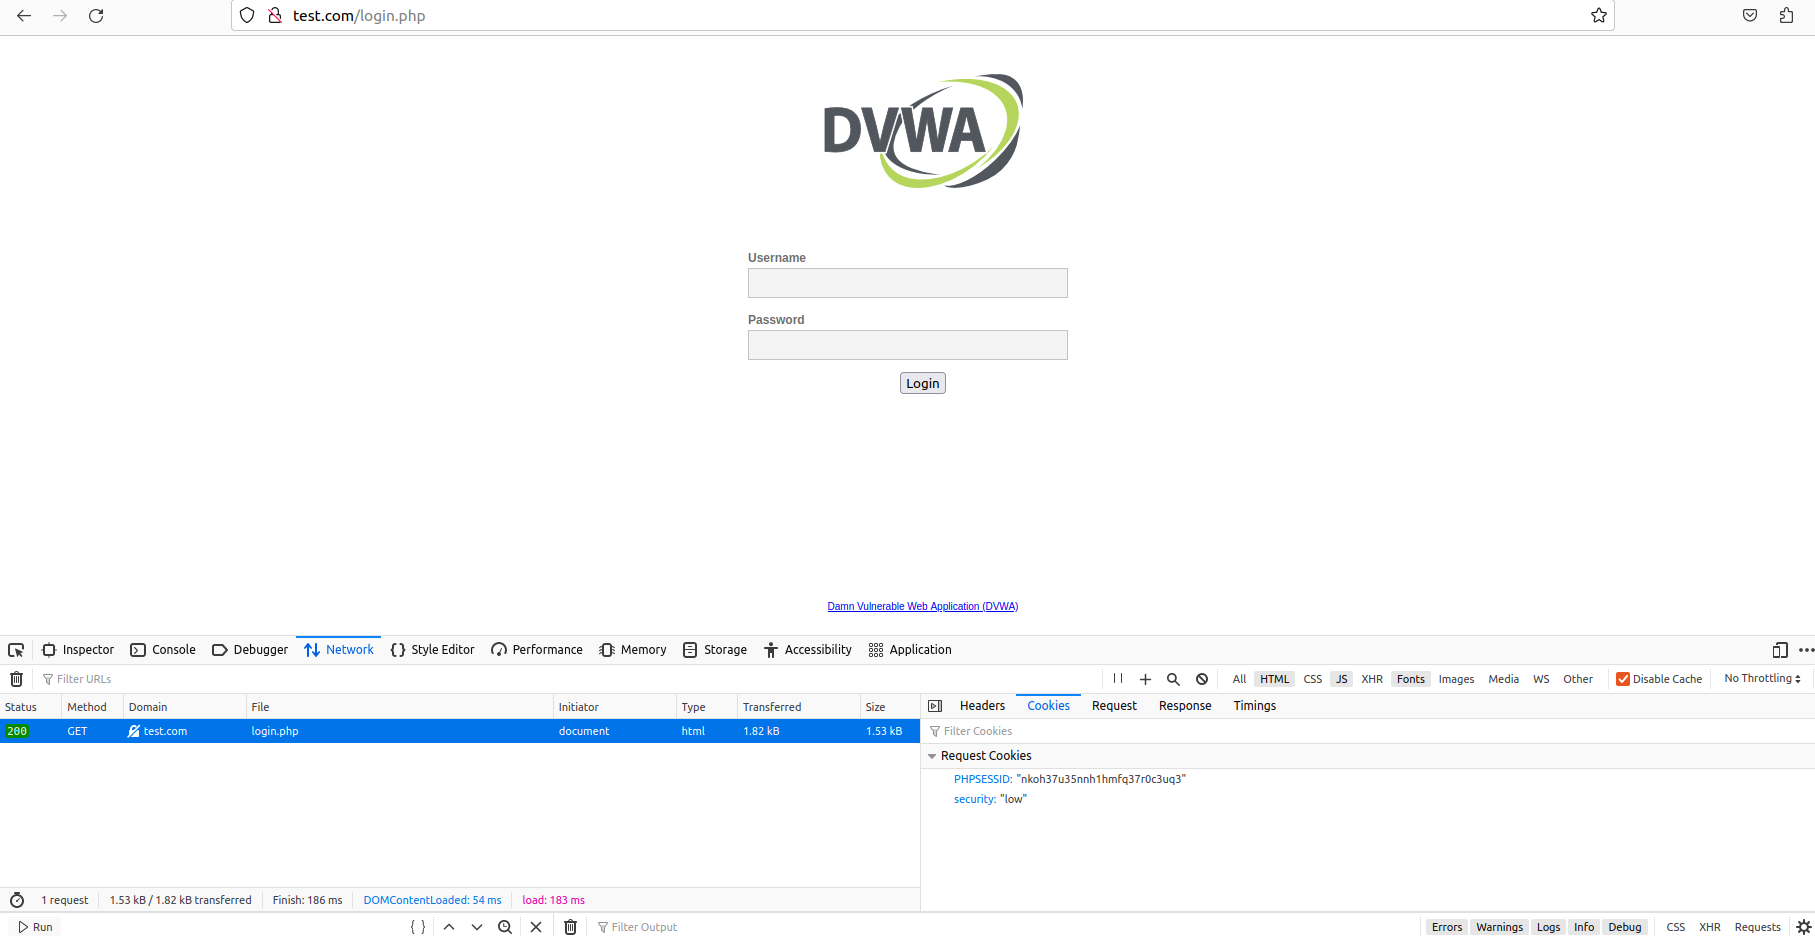 test.com/login.php
DVWA
Username
Password
Login
Damn Vulnerable Web Application (DVWA)
Inspector Console Debugger Network Style Editor Performance Memory Storage Accessibility Application
Filter URLs All HTML CSS JS XHR Fonts Images Media WS Other Disable Cache No Throttling
Status Method Domain File Initiator Type Transferred Size Headers Cookies Request Response Timings
200 GET test.com login.php document html 1.82 kB 1.53 kB Filter Cookies
Request Cookies
PHPSESSID: "nkoh37u35nnh1hmfq37r0c3uq3"
security: "low"
1 request 1.53 kB / 1.82 kB transferred Finish: 186 ms DOMContentLoaded: 54 ms load: 183 ms
Run { } Filter Output Errors Warnings Logs Info Debug CSS XHR Requests